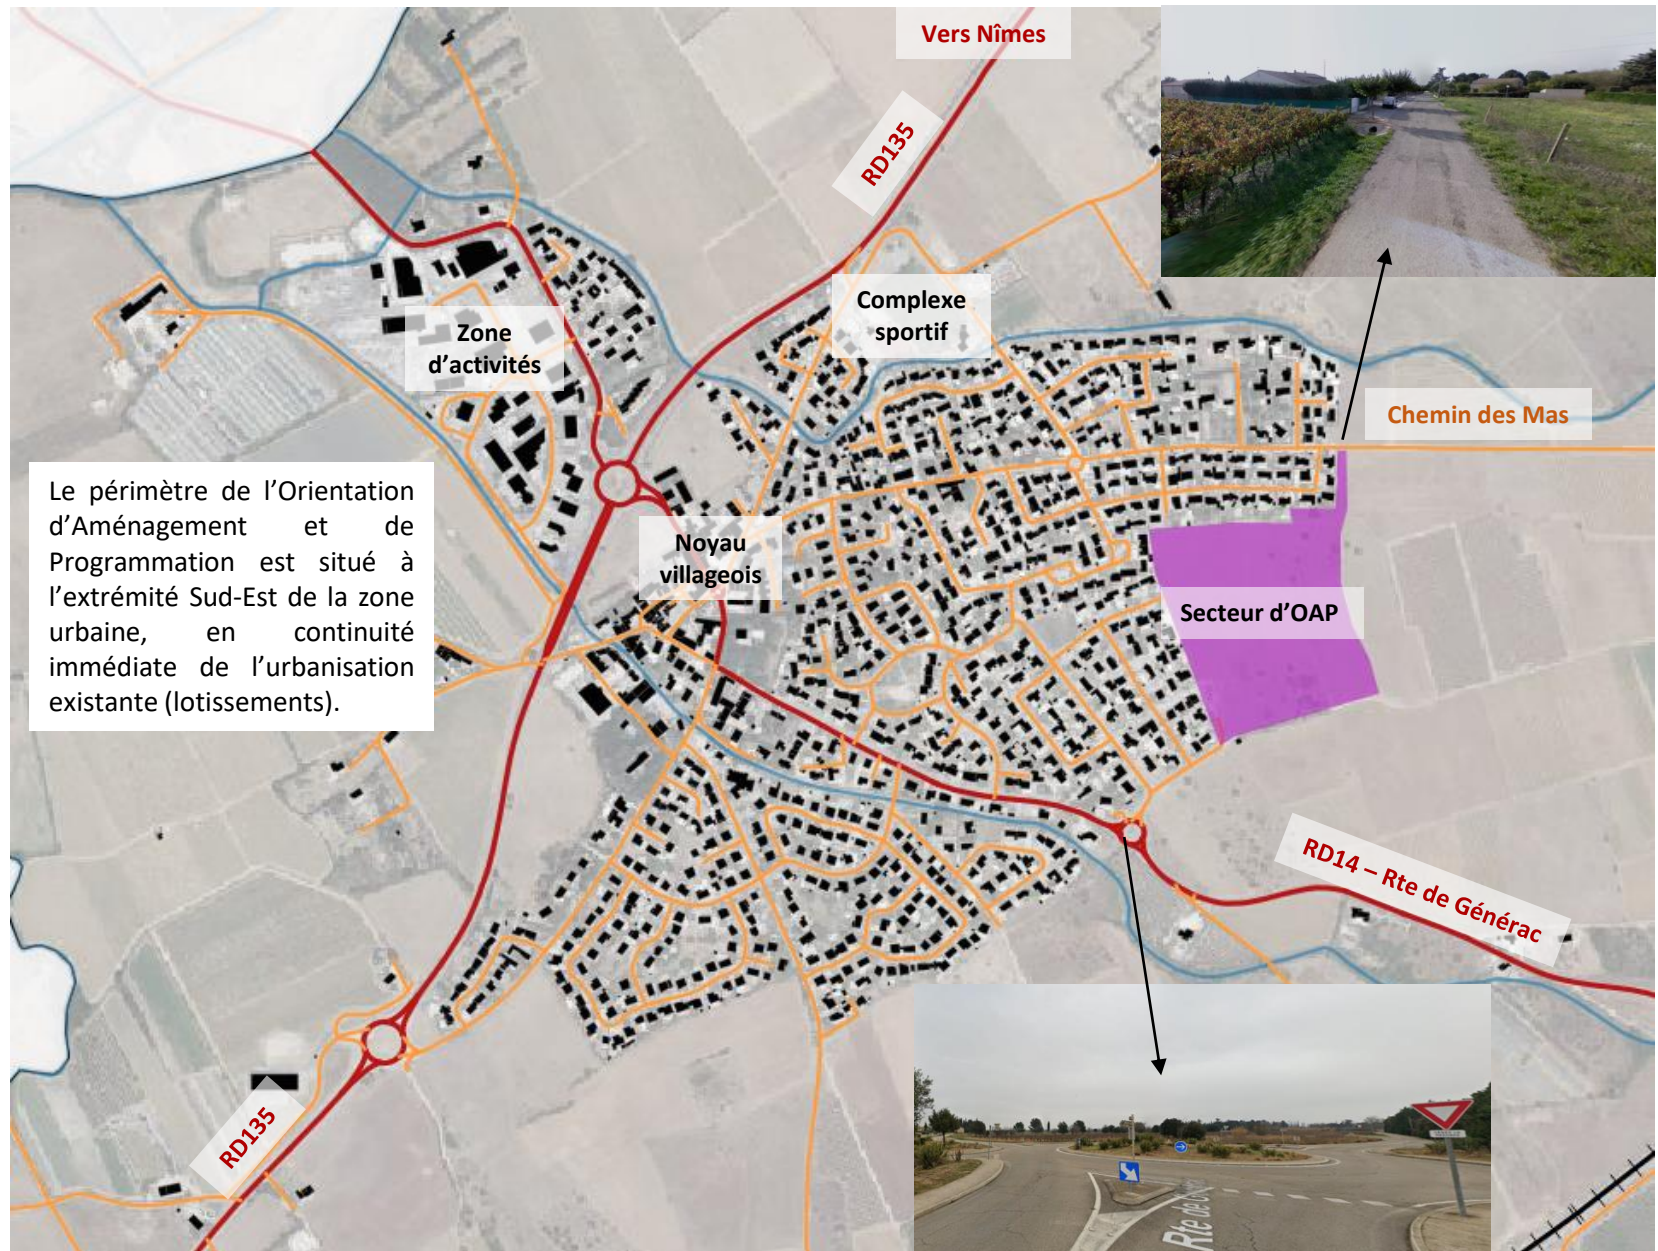 Vers Nîmes
RD135
Complexe
sportif
Zone
d'activités
Chemin des Mas
Le périmètre de l'Orientation
d'Aménagement et de
Programmation est situé à
l'extrémité Sud-Est de la zone
urbaine, en continuité
immédiate de l'urbanisation
existante (lotissements).
Noyau
villageois
Secteur d'OAP
RD14 – Rte de Générac
RD135
Rte de